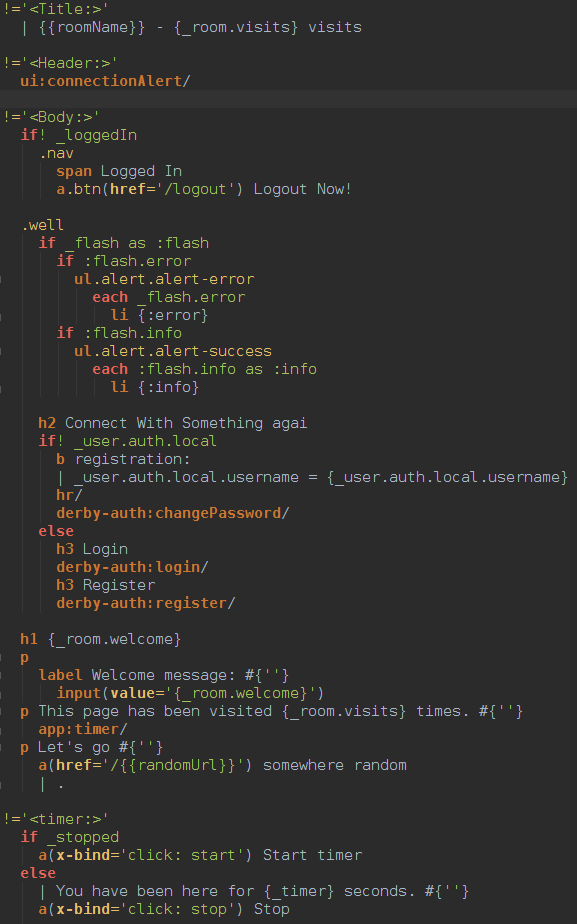 !='<Title:>'
  | {{roomName}} - {_room.visits} visits

!='<Header:>'
  ui:connectionAlert/

!='<Body:>'
  if! _loggedIn
    .nav
      span Logged In
      a.btn(href='/logout') Logout Now!

  .well
    if _flash as :flash
      if :flash.error
        ul.alert.alert-error
          each _flash.error
            li {:error}
      if :flash.info
        ul.alert.alert-success
          each :flash.info as :info
            li {:info}

    h2 Connect With Something agai
    if! _user.auth.local
      b registration:
      | _user.auth.local.username = {_user.auth.local.username}
      hr/
      derby-auth:changePassword/
    else
      h3 Login
      derby-auth:login/
      h3 Register
      derby-auth:register/

  h1 {_room.welcome}
  p
    label Welcome message: #{''}
      input(value='{_room.welcome}')
  p This page has been visited {_room.visits} times. #{''}
    app:timer/
  p Let's go #{''}
    a(href='/{{randomUrl}}') somewhere random
    | .

!='<timer:>'
  if _stopped
    a(x-bind='click: start') Start timer
  else
    | You have been here for {_timer} seconds. #{''}
    a(x-bind='click: stop') Stop